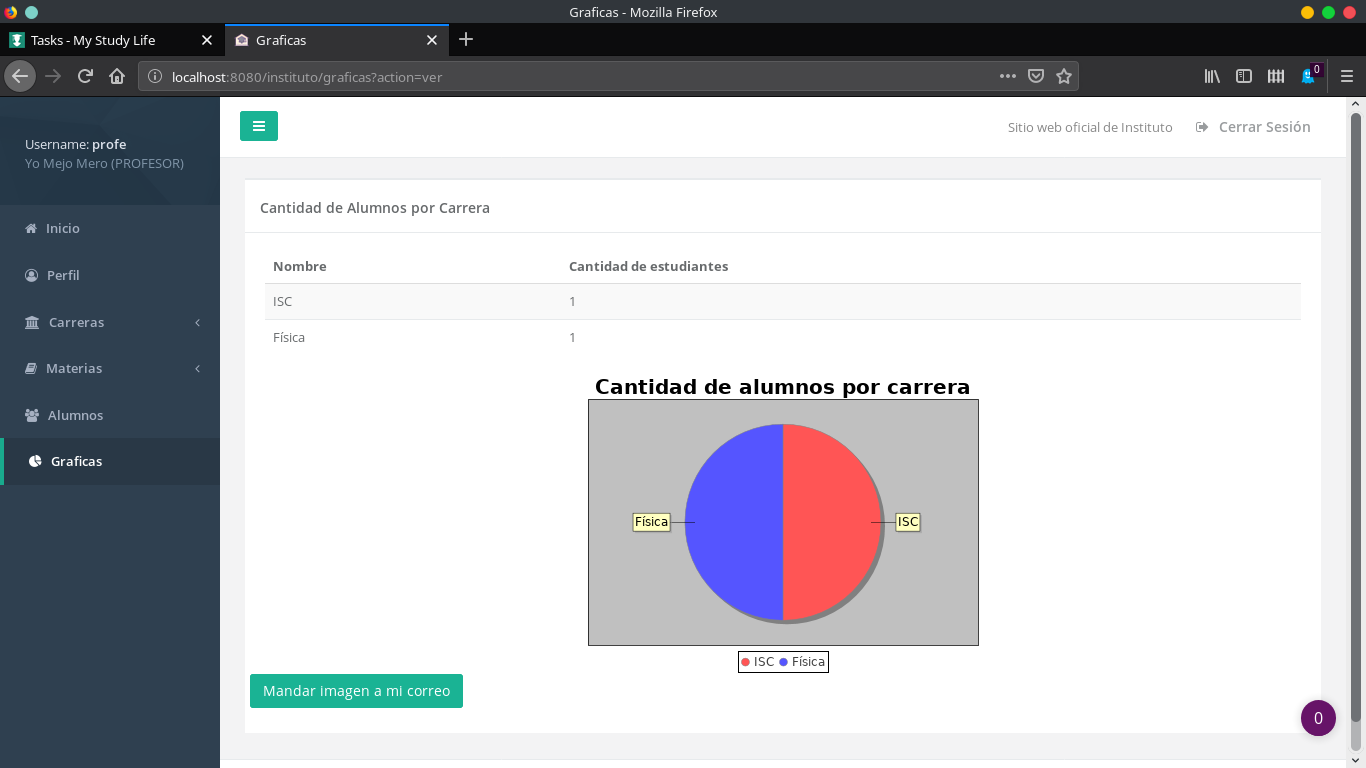 Graficas - Mozilla Firefox
Tasks - My Study Life
Graficas
localhost:8080/instituto/graficas?action=ver
0
Username: profe
Yo Mejo Mero (PROFESOR)
Sitio web oficial de Instituto
Cerrar Sesión
Inicio
Perfil
Carreras
Materias
Alumnos
Graficas
Cantidad de Alumnos por Carrera
Nombre Cantidad de estudiantes
ISC 1
Física 1
Cantidad de alumnos por carrera
Física
ISC
ISC Física
Mandar imagen a mi correo
0